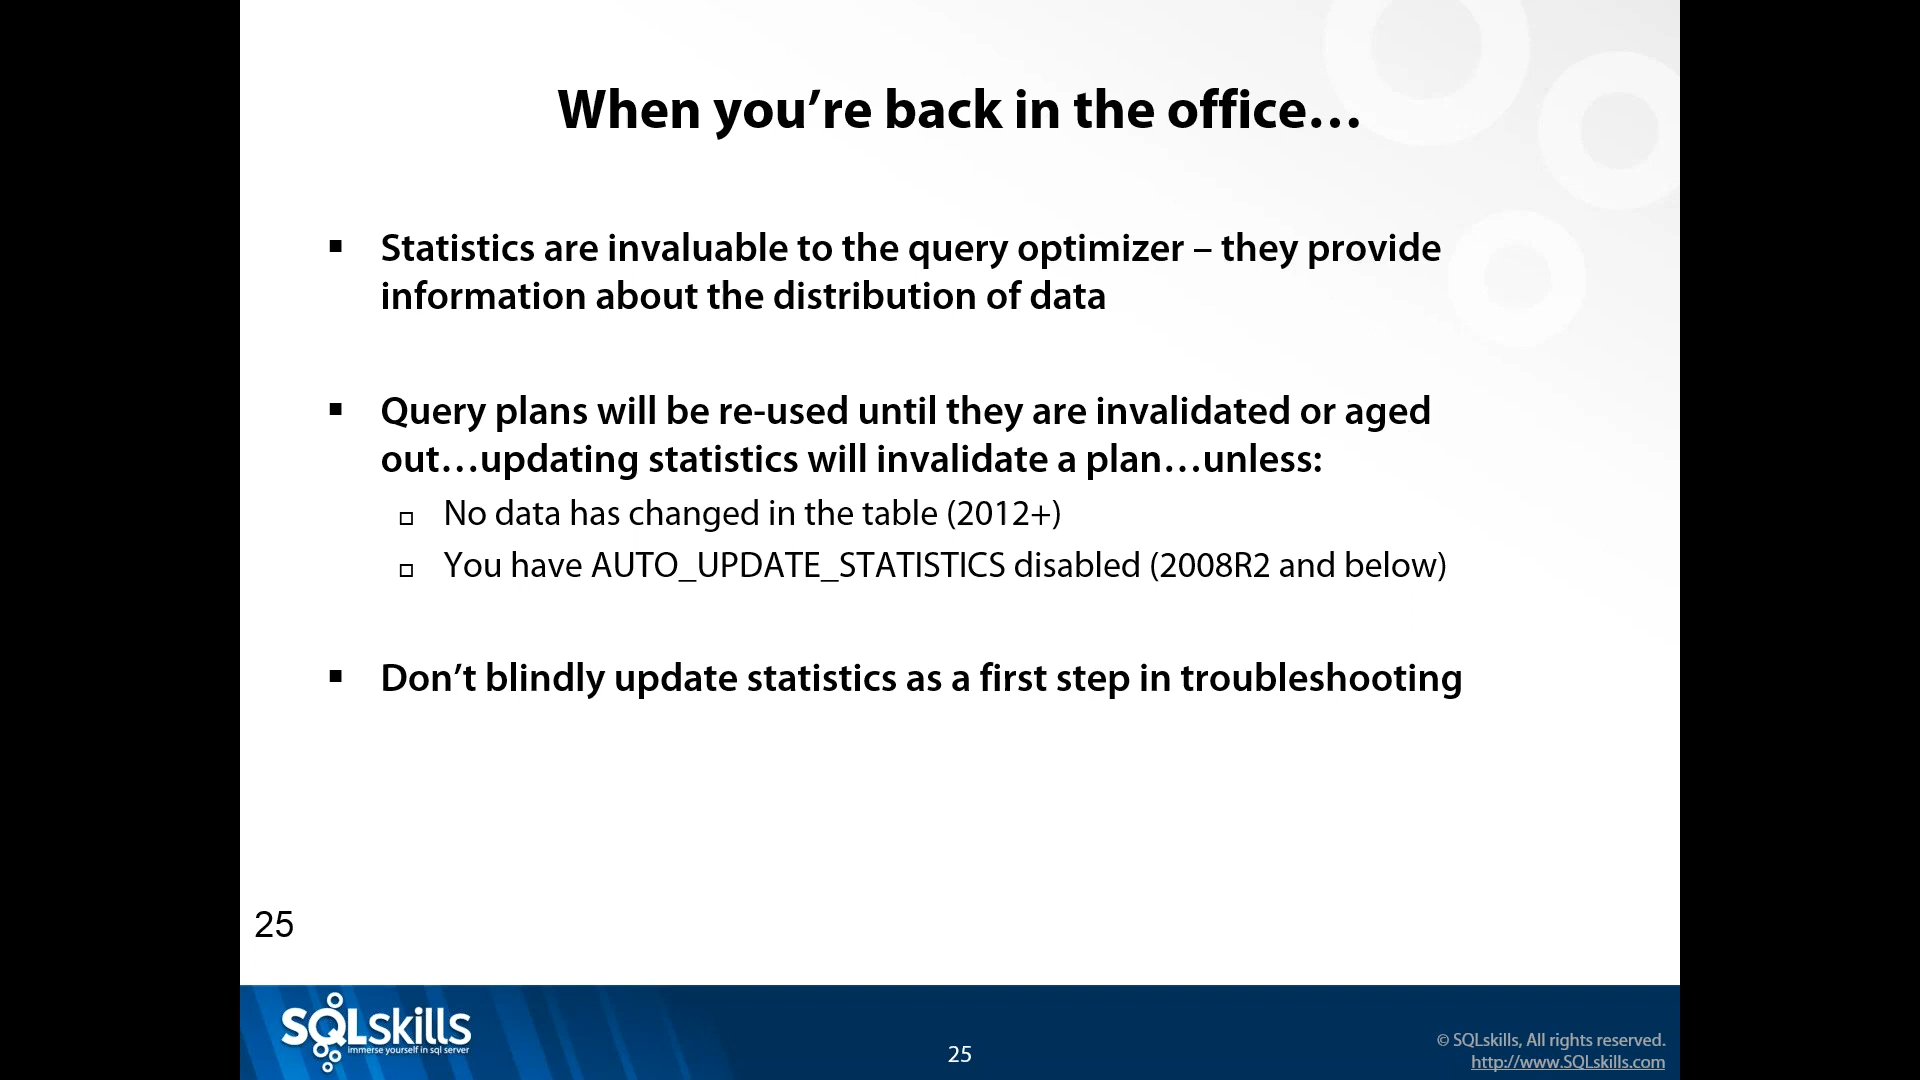 When you’re back in the office…
▪ Statistics are invaluable to the query optimizer – they provide
information about the distribution of data
▪ Query plans will be re-used until they are invalidated or aged
out…updating statistics will invalidate a plan…unless:
□ No data has changed in the table (2012+)
□ You have AUTO_UPDATE_STATISTICS disabled (2008R2 and below)
▪ Don’t blindly update statistics as a first step in troubleshooting
25
SQLskills
immerse yourself in sql server
25
© SQLskills, All rights reserved.
http://www.SQLskills.com